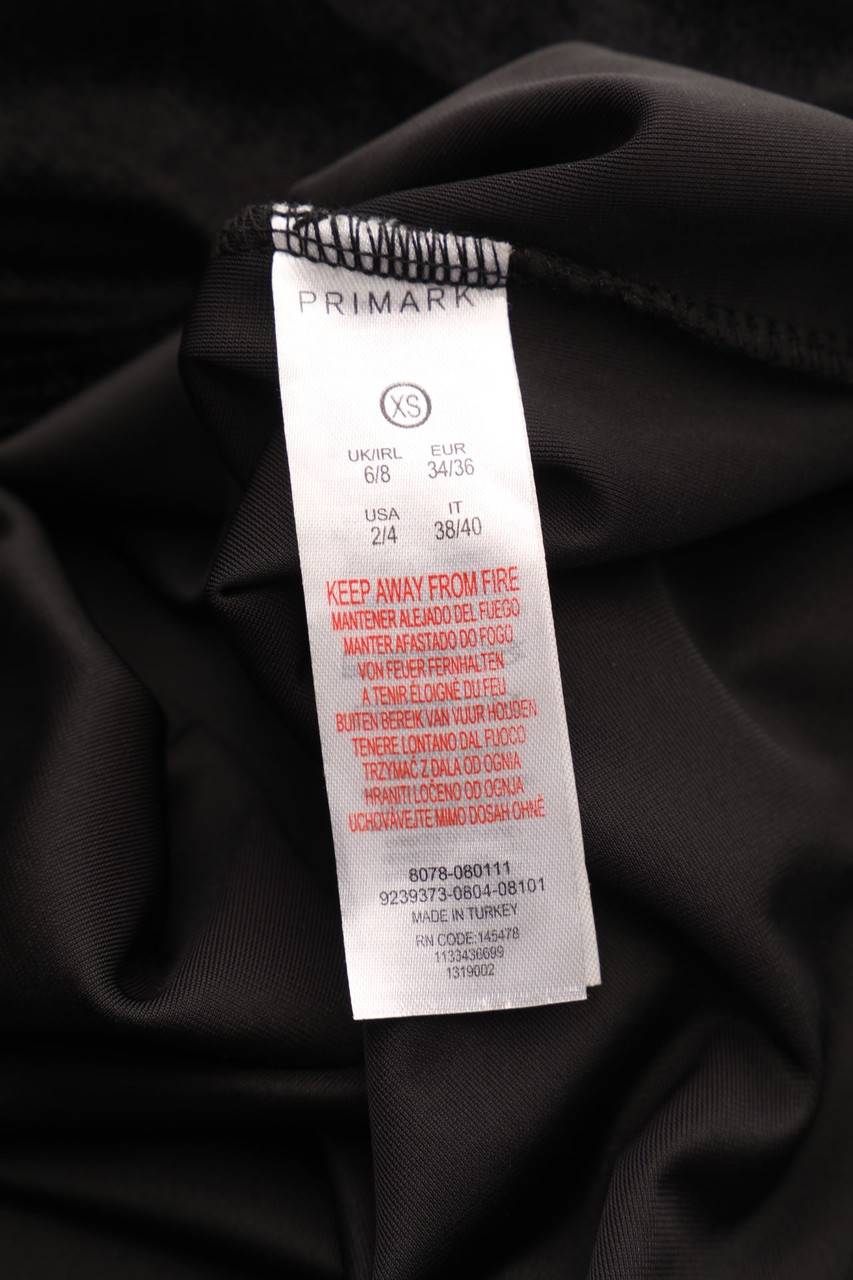 PRIMARK
XS
UK/IRL EUR
6/8 34/36
USA IT
2/4 38/40
KEEP AWAY FROM FIRE
MANTENER ALEJADO DEL FUEGO
MANTER AFASTADO DO FOGO
VON FEUER FERNHALTEN
A TENIR ÉLOIGNÉ DU FEU
BUITEN BEREIK VAN VUUR HOUDEN
TENERE LONTANO DAL FUOCO
TRZYMAĆ Z DALA OD OGNIA
HRANITI LOČENO OD OGNJA
UCHOVÁVEJTE MIMO DOSAH OHNĚ
8078-080111
9239373-0804-08101
MADE IN TURKEY
RN CODE:145478
1133436699
1319002